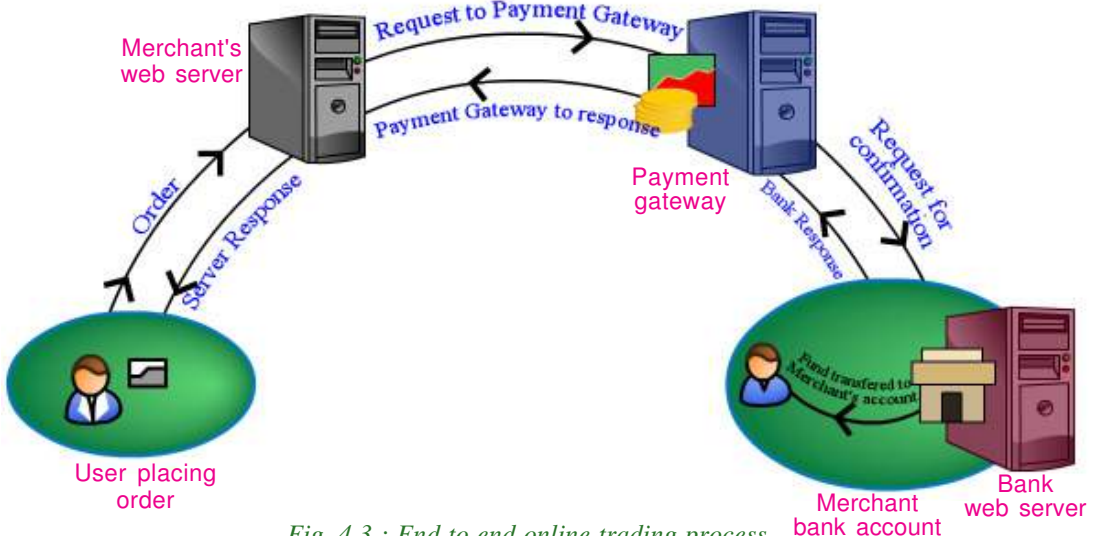 Request to Payment Gateway
Merchant's
web server
Payment Gateway to response
Order
Server Response
Payment
gateway
Request for
confirmation
Bank Response
Fund transfered to
Merchant's account
User placing
order
Merchant
bank account
Bank
web server
Fig. 4.3 : End to end online trading process